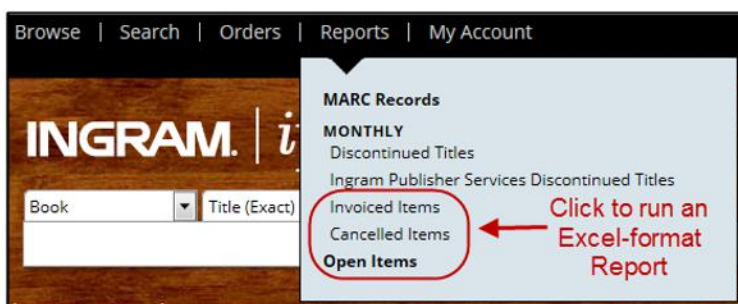 Browse | Search | Orders | Reports | My Account
MARC Records
MONTHLY
Discontinued Titles
Ingram Publisher Services Discontinued Titles
Invoiced Items
Cancelled Items
Open Items
INGRAM. | i
Book
Title (Exact)
Click to run an
Excel-format
Report